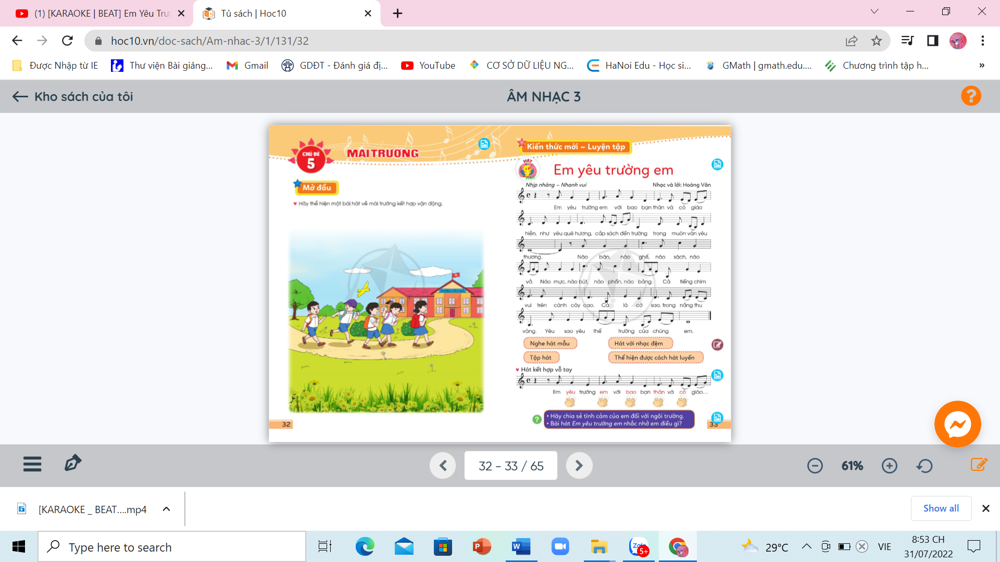 (1) [KARAOKE | BEAT] Em Yêu Trư
Tủ sách | Hoc10
hoc10.vn/doc-sach/Am-nhac-3/1/131/32
Được Nhập từ IE
Thư viện Bài giảng...
Gmail
GDĐT - Đánh giá đị...
YouTube
CƠ SỞ DỮ LIỆU NG...
HaNoi Edu - Học si...
GMath | gmath.edu....
Chương trình tập h...
»
Kho sách của tôi
ÂM NHẠC 3
?
CHỦ ĐỀ
5
MÁI TRƯỜNG
Mở đầu
♥ Hãy thể hiện một bài hát về mái trường kết hợp vận động.
TRƯỜNG TIỂU HỌC
32
Kiến thức mới – Luyện tập
HÁT
Em yêu trường em
Nhịp nhàng – Nhanh vui
Nhạc và lời: Hoàng Vân
Em yêu trường em với bao bạn thân và cô giáo
hiền, như yêu quê hương, cắp sách đến trường trong muôn vàn yêu
thương. Nào bàn, nào ghế, nào sách, nào
vở. Nào mực, nào bút, nào phấn, nào bảng. Cả tiếng chim
vui trên cành cây cao. Cả lá cờ sao, trong nắng thu
vàng. Yêu sao yêu thế trường của chúng em.
Nghe hát mẫu
Hát với nhạc đệm
Tập hát
Thể hiện được cách hát luyến
♥ Hát kết hợp vỗ tay
Em yêu trường em với bao bạn thân và cô giáo...
?
• Hãy chia sẻ tình cảm của em đối với ngôi trường.
• Bài hát Em yêu trường em nhắc nhở em điều gì?
33
32 - 33 / 65
61%
[KARAOKE _ BEAT....mp4
Show all
Type here to search
5+
29°C
VIE
8:53 CH
31/07/2022